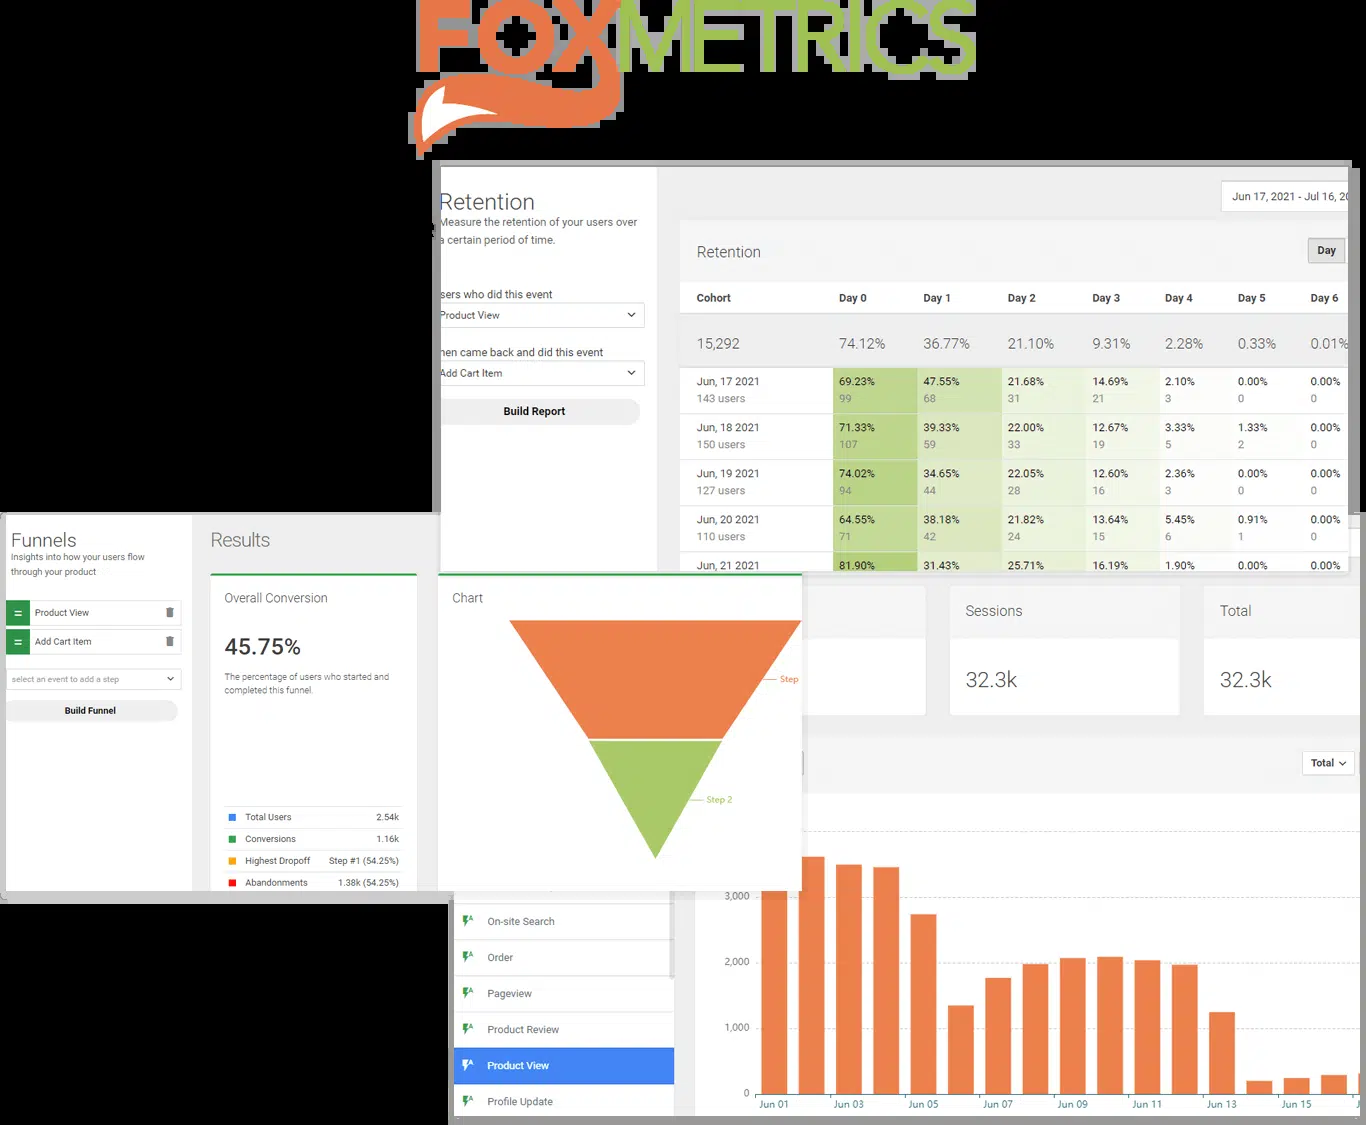 FOXMETRICS
Retention
Measure the retention of your users over
a certain period of time.
sers who did this event
Product View
hen came back and did this event
Add Cart Item
Build Report
Jun 17, 2021 - Jul 16, 20
Retention
Day
Cohort Day 0 Day 1 Day 2 Day 3 Day 4 Day 5 Day 6
15,292 74.12% 36.77% 21.10% 9.31% 2.28% 0.33% 0.01%
Jun, 17 2021 69.23% 47.55% 21.68% 14.69% 2.10% 0.00% 0.00%
143 users 99 68 31 21 3 0 0
Jun, 18 2021 71.33% 39.33% 22.00% 12.67% 3.33% 1.33% 0.00%
150 users 107 59 33 19 5 2 0
Jun, 19 2021 74.02% 34.65% 22.05% 12.60% 2.36% 0.00% 0.00%
127 users 94 44 28 16 3 0 0
Jun, 20 2021 64.55% 38.18% 21.82% 13.64% 5.45% 0.91% 0.00%
110 users 71 42 24 15 6 1 0
Jun, 21 2021 81.90% 31.43% 25.71% 16.19% 1.90% 0.00% 0.00%
Funnels
Insights into how your users flow
through your product
= Product View
= Add Cart Item
select an event to add a step
Build Funnel
Results
Overall Conversion
45.75%
The percentage of users who started and
completed this funnel.
Total Users 2.54k
Conversions 1.16k
Highest Dropoff Step #1 (54.25%)
Abandonments 1.38k (54.25%)
Chart
Step
Step 2
Sessions
32.3k
Total
32.3k
Total
On-site Search
Order
Pageview
Product Review
Product View
Profile Update
3,000
2,000
1,000
0
Jun 01 Jun 03 Jun 05 Jun 07 Jun 09 Jun 11 Jun 13 Jun 15